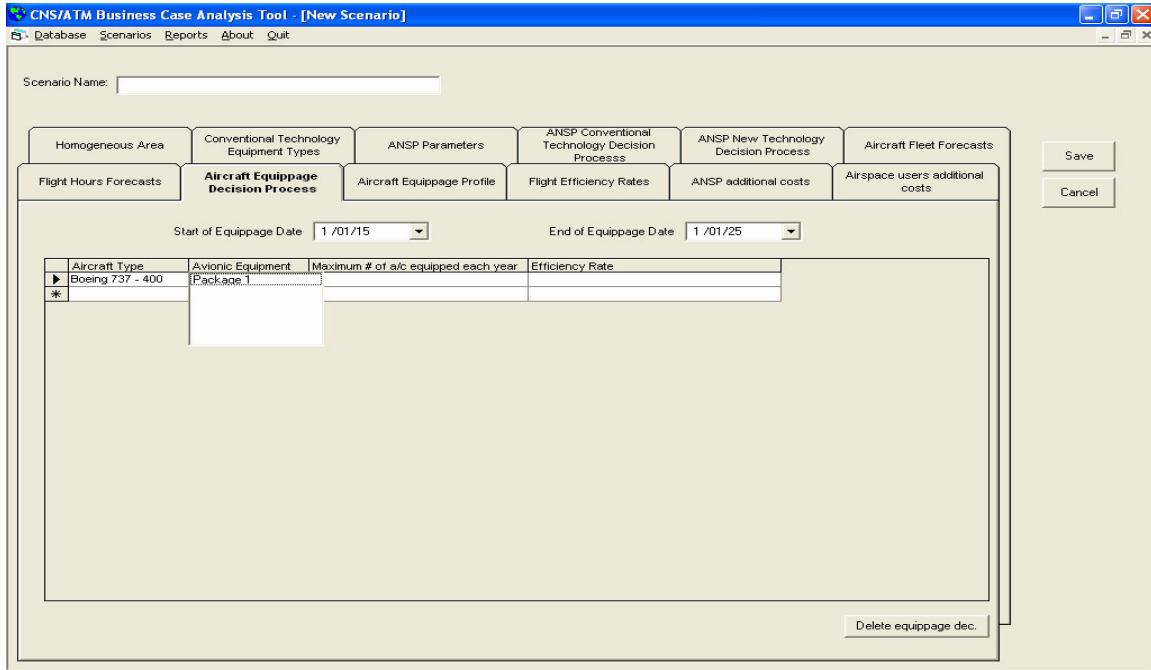 CNS/ATM Business Case Analysis Tool - [New Scenario]
Database Scenarios Reports About Quit
Scenario Name:
Homogeneous Area
Conventional Technology
Equipment Types
ANSP Parameters
ANSP Conventional
Technology Decision
Processs
ANSP New Technology
Decision Process
Aircraft Fleet Forecasts
Save
Flight Hours Forecasts
Aircraft Equippage
Decision Process
Aircraft Equippage Profile
Flight Efficiency Rates
ANSP additional costs
Airspace users additional
costs
Cancel
Start of Equippage Date 1 /01/15 End of Equippage Date 1 /01/25
Aircraft Type Avionic Equipment Maximum # of a/c equipped each year Efficiency Rate
Boeing 737 - 400 Package 1
Delete equippage dec.